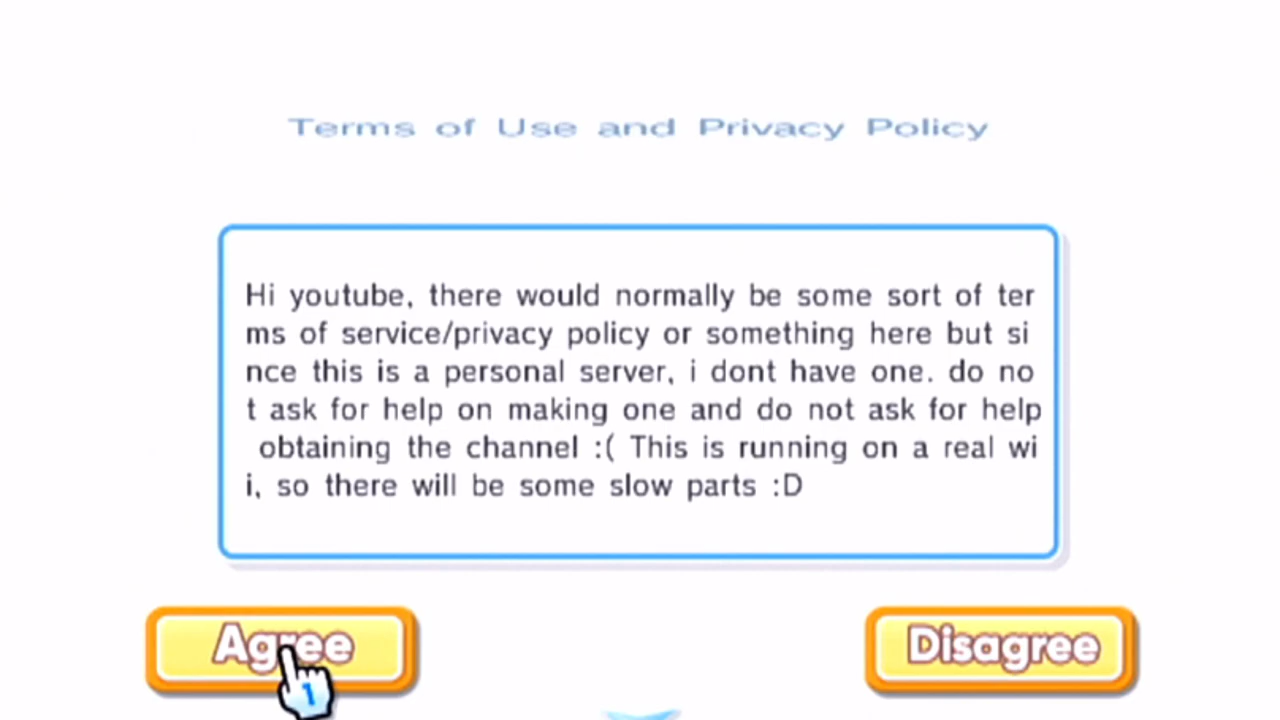 Terms of Use and Privacy Policy
Hi youtube, there would normally be some sort of ter
ms of service/privacy policy or something here but si
nce this is a personal server, i dont have one. do no
t ask for help on making one and do not ask for help
obtaining the channel :( This is running on a real wi
i, so there will be some slow parts :D
Agree
Disagree
1